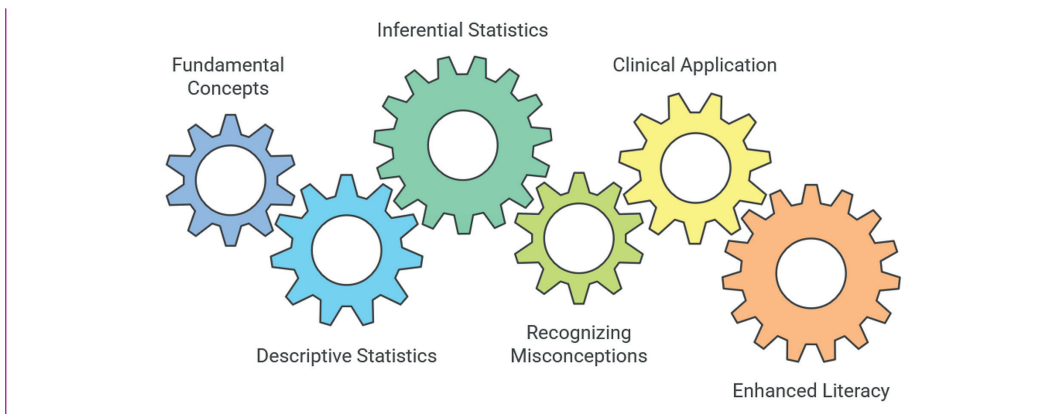 Inferential Statistics
Fundamental
Concepts
Clinical Application
Descriptive Statistics
Recognizing
Misconceptions
Enhanced Literacy